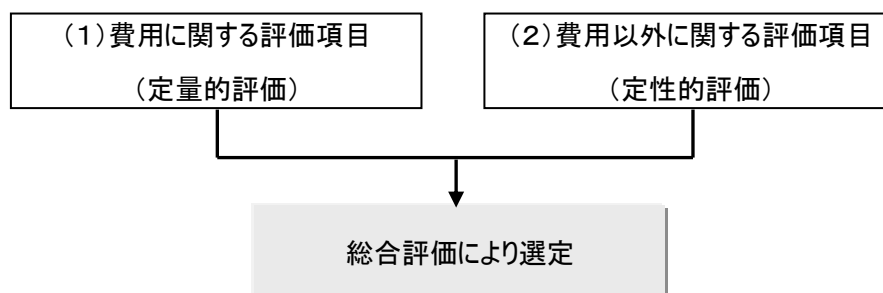 (1)費用に関する評価項目
(定量的評価)
(2)費用以外に関する評価項目
(定性的評価)
総合評価により選定